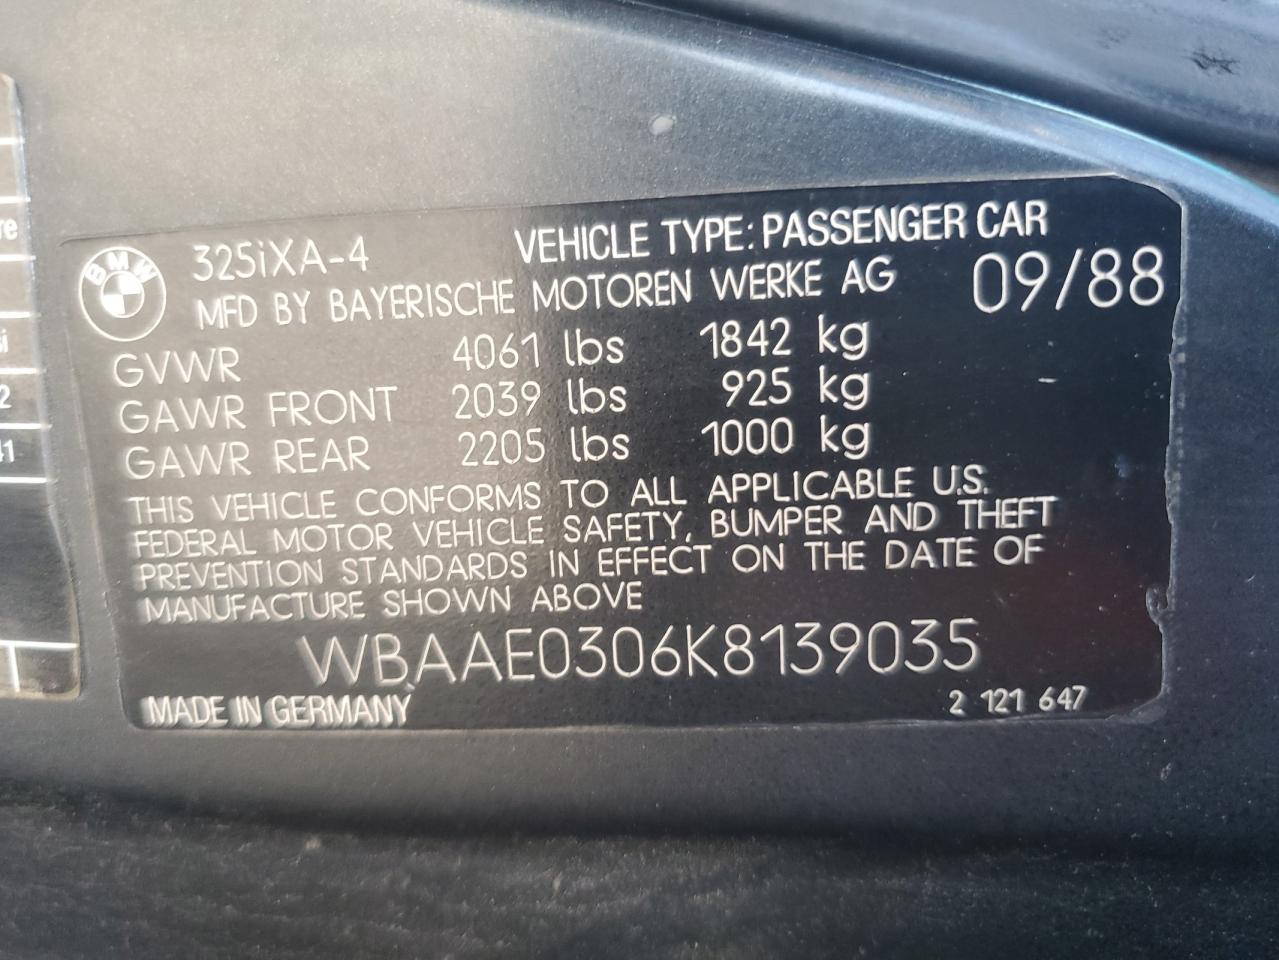 BMW
325iXA-4 VEHICLE TYPE: PASSENGER CAR
MFD BY BAYERISCHE MOTOREN WERKE AG 09/88
GVWR 4061 lbs 1842 kg
GAWR FRONT 2039 lbs 925 kg
GAWR REAR 2205 lbs 1000 kg
THIS VEHICLE CONFORMS TO ALL APPLICABLE U.S.
FEDERAL MOTOR VEHICLE SAFETY, BUMPER AND THEFT
PREVENTION STANDARDS IN EFFECT ON THE DATE OF
MANUFACTURE SHOWN ABOVE
WBAAE0306K8139035
MADE IN GERMANY 2 121 647